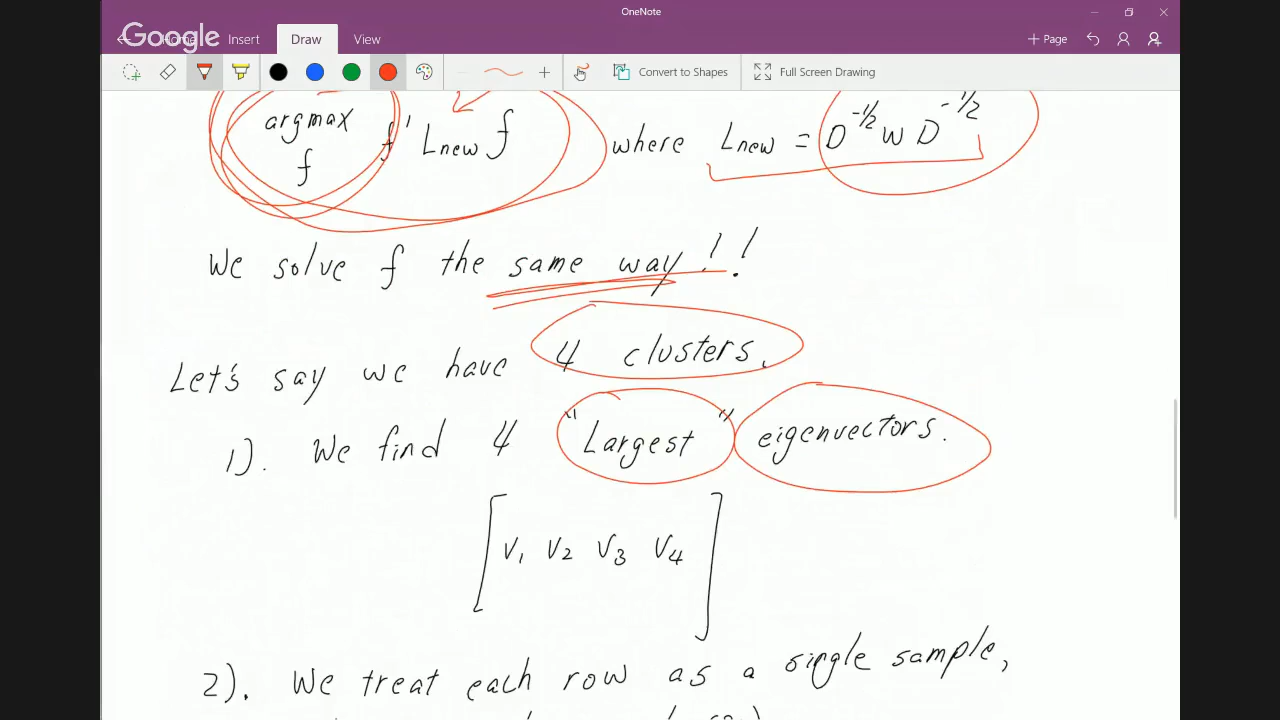 OneNote
Google
Insert
Draw
View
Page
Convert to Shapes
Full Screen Drawing
argmax f' Lnew f where Lnew = D^-1/2 W D^-1/2
f
We solve f the same way!!
Let's say we have 4 clusters.
1). We find 4 "Largest" eigenvectors.
[V1 V2 V3 V4]
2). We treat each row as a single sample,